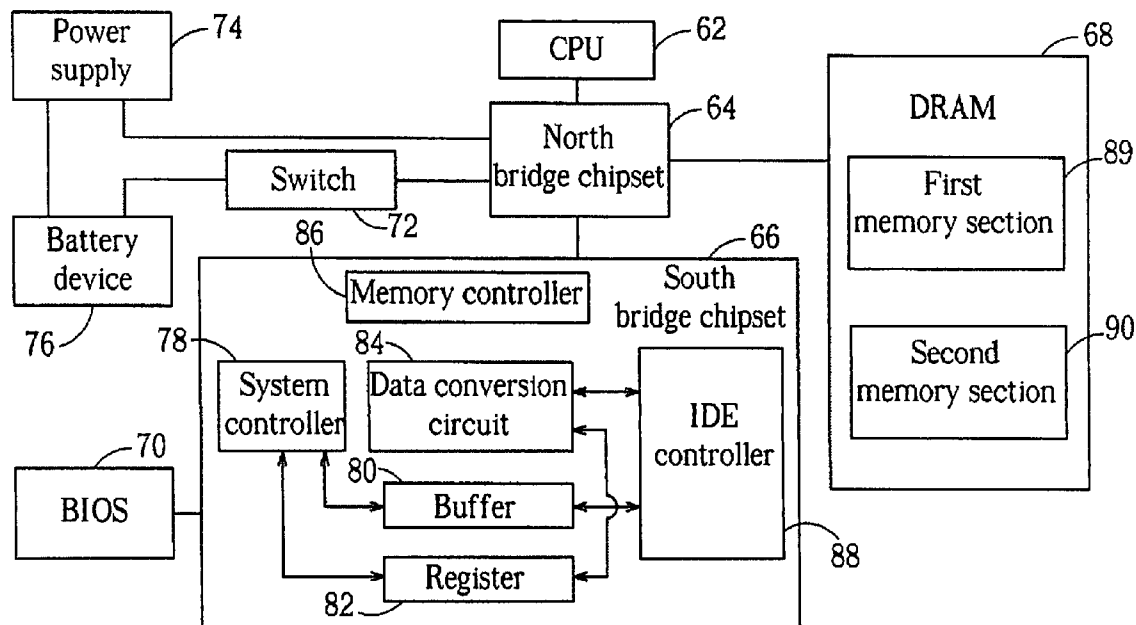 Power
supply
74
CPU
62
68
DRAM
North
bridge chipset
64
89
First
memory section
Switch
72
Battery
device
76
86
66
Memory controller
South
bridge chipset
78
System
controller
84
Data conversion
circuit
IDE
controller
90
Second
memory section
70
BIOS
80
Buffer
88
Register
82